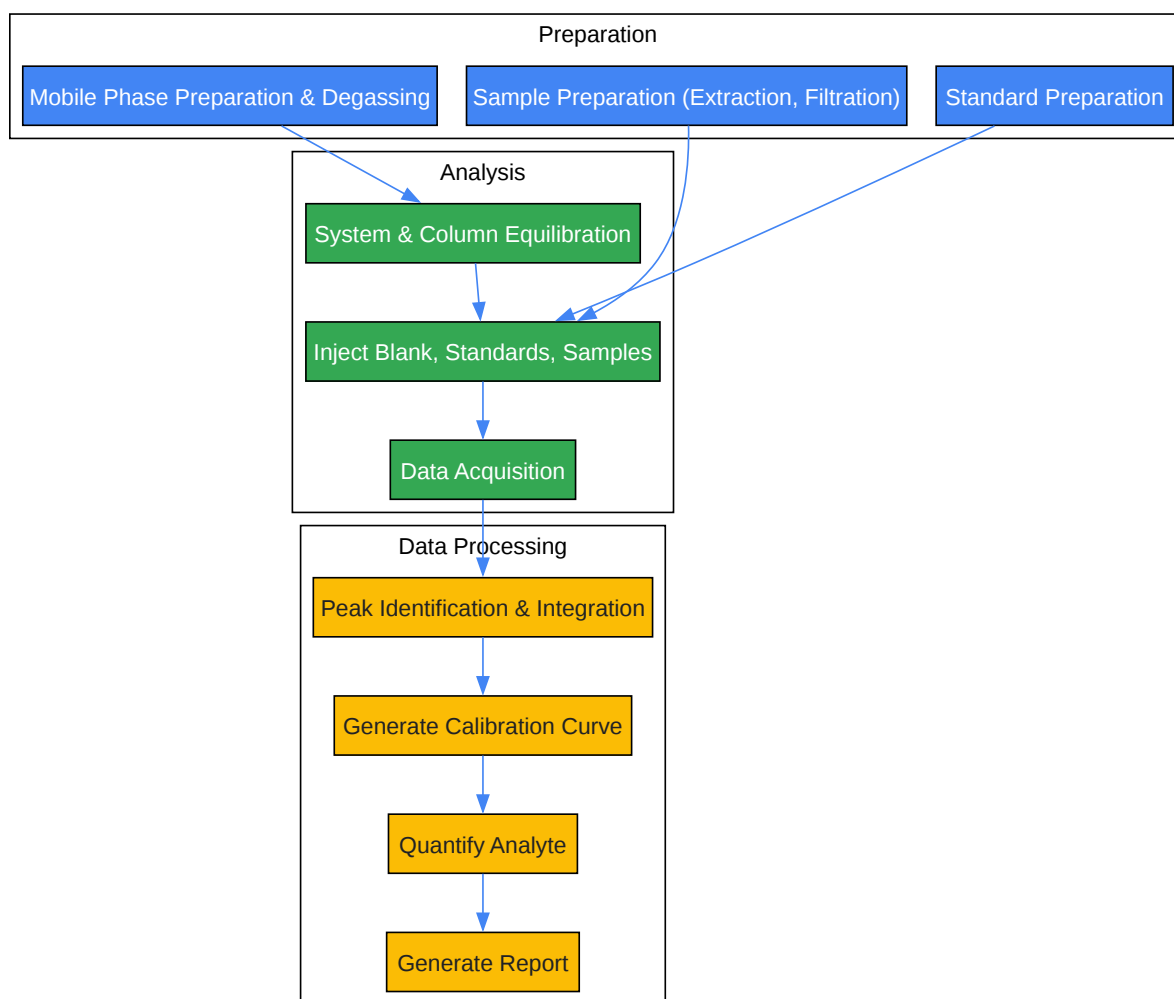 Preparation
Mobile Phase Preparation & Degassing
Sample Preparation (Extraction, Filtration)
Standard Preparation
Analysis
System & Column Equilibration
Inject Blank, Standards, Samples
Data Acquisition
Data Processing
Peak Identification & Integration
Generate Calibration Curve
Quantify Analyte
Generate Report